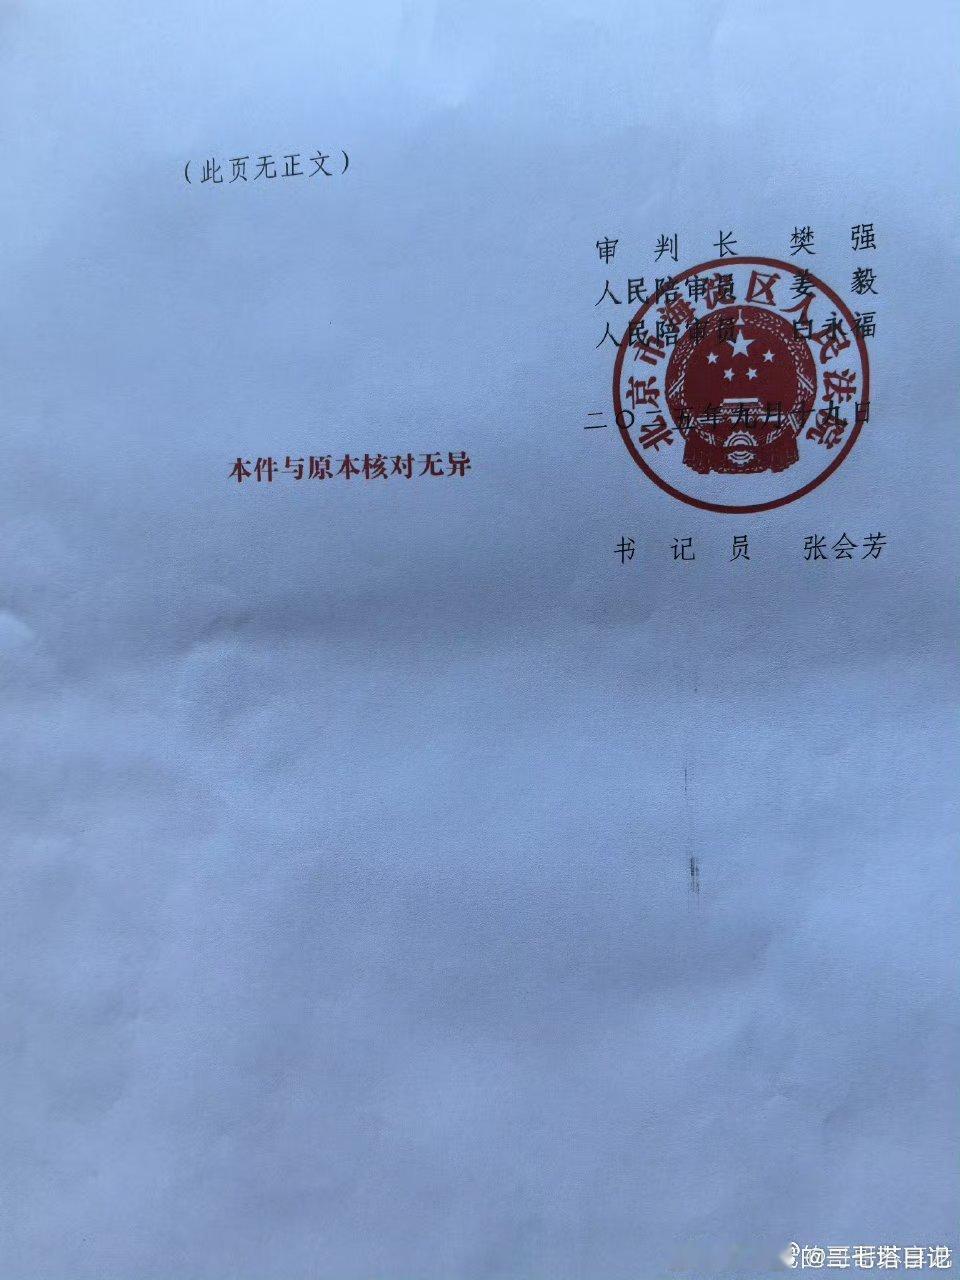 （此页无正文）
审 判 长 樊 强
人民陪审员 姜 毅
人民陪审员 白永福
北京市海淀区人民法院
二〇二五年九月十九日
本件与原本核对无异
书 记 员 张会芳